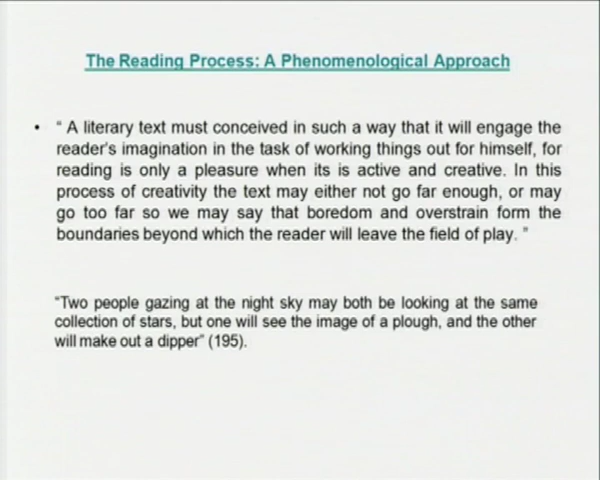 The Reading Process: A Phenomenological Approach
• “ A literary text must conceived in such a way that it will engage the
reader's imagination in the task of working things out for himself, for
reading is only a pleasure when its is active and creative. In this
process of creativity the text may either not go far enough, or may
go too far so we may say that boredom and overstrain form the
boundaries beyond which the reader will leave the field of play. ”
“Two people gazing at the night sky may both be looking at the same
collection of stars, but one will see the image of a plough, and the other
will make out a dipper” (195).